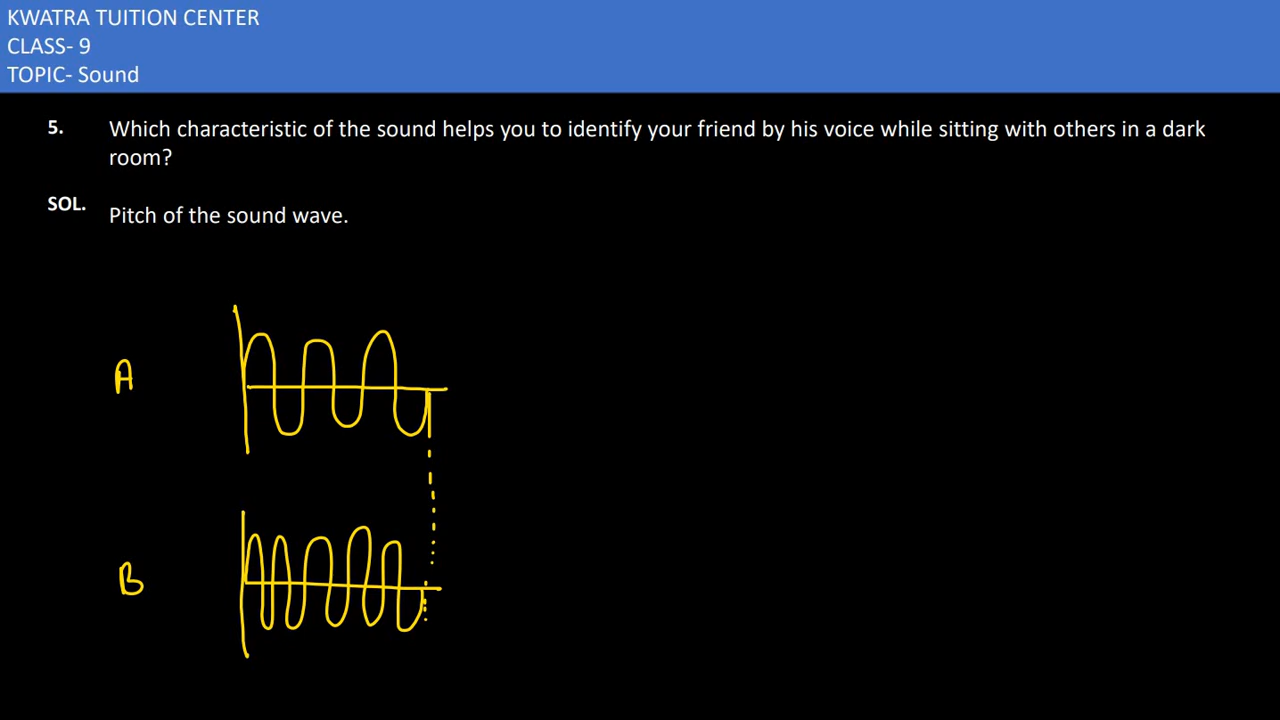 KWATRA TUITION CENTER
CLASS- 9
TOPIC- Sound
5. Which characteristic of the sound helps you to identify your friend by his voice while sitting with others in a dark
room?
SOL. Pitch of the sound wave.
A
B